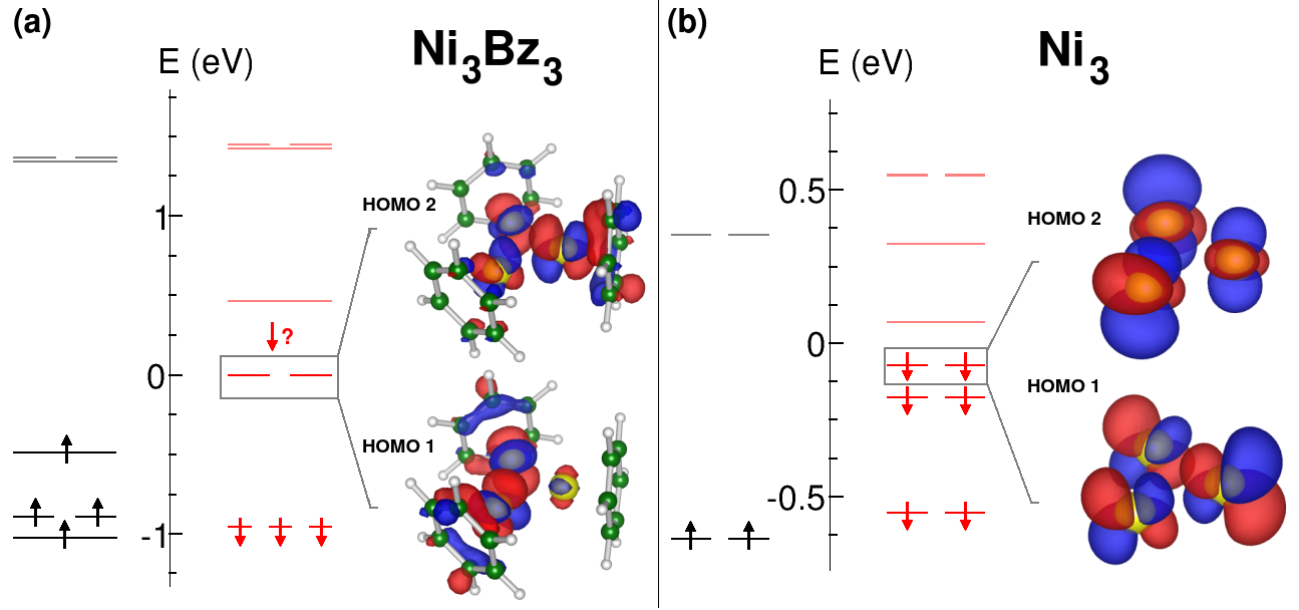 (a)
Ni3Bz3
E (eV)
1
HOMO 2
?
0
HOMO 1
-1
(b)
Ni3
E (eV)
0.5
HOMO 2
0
HOMO 1
-0.5